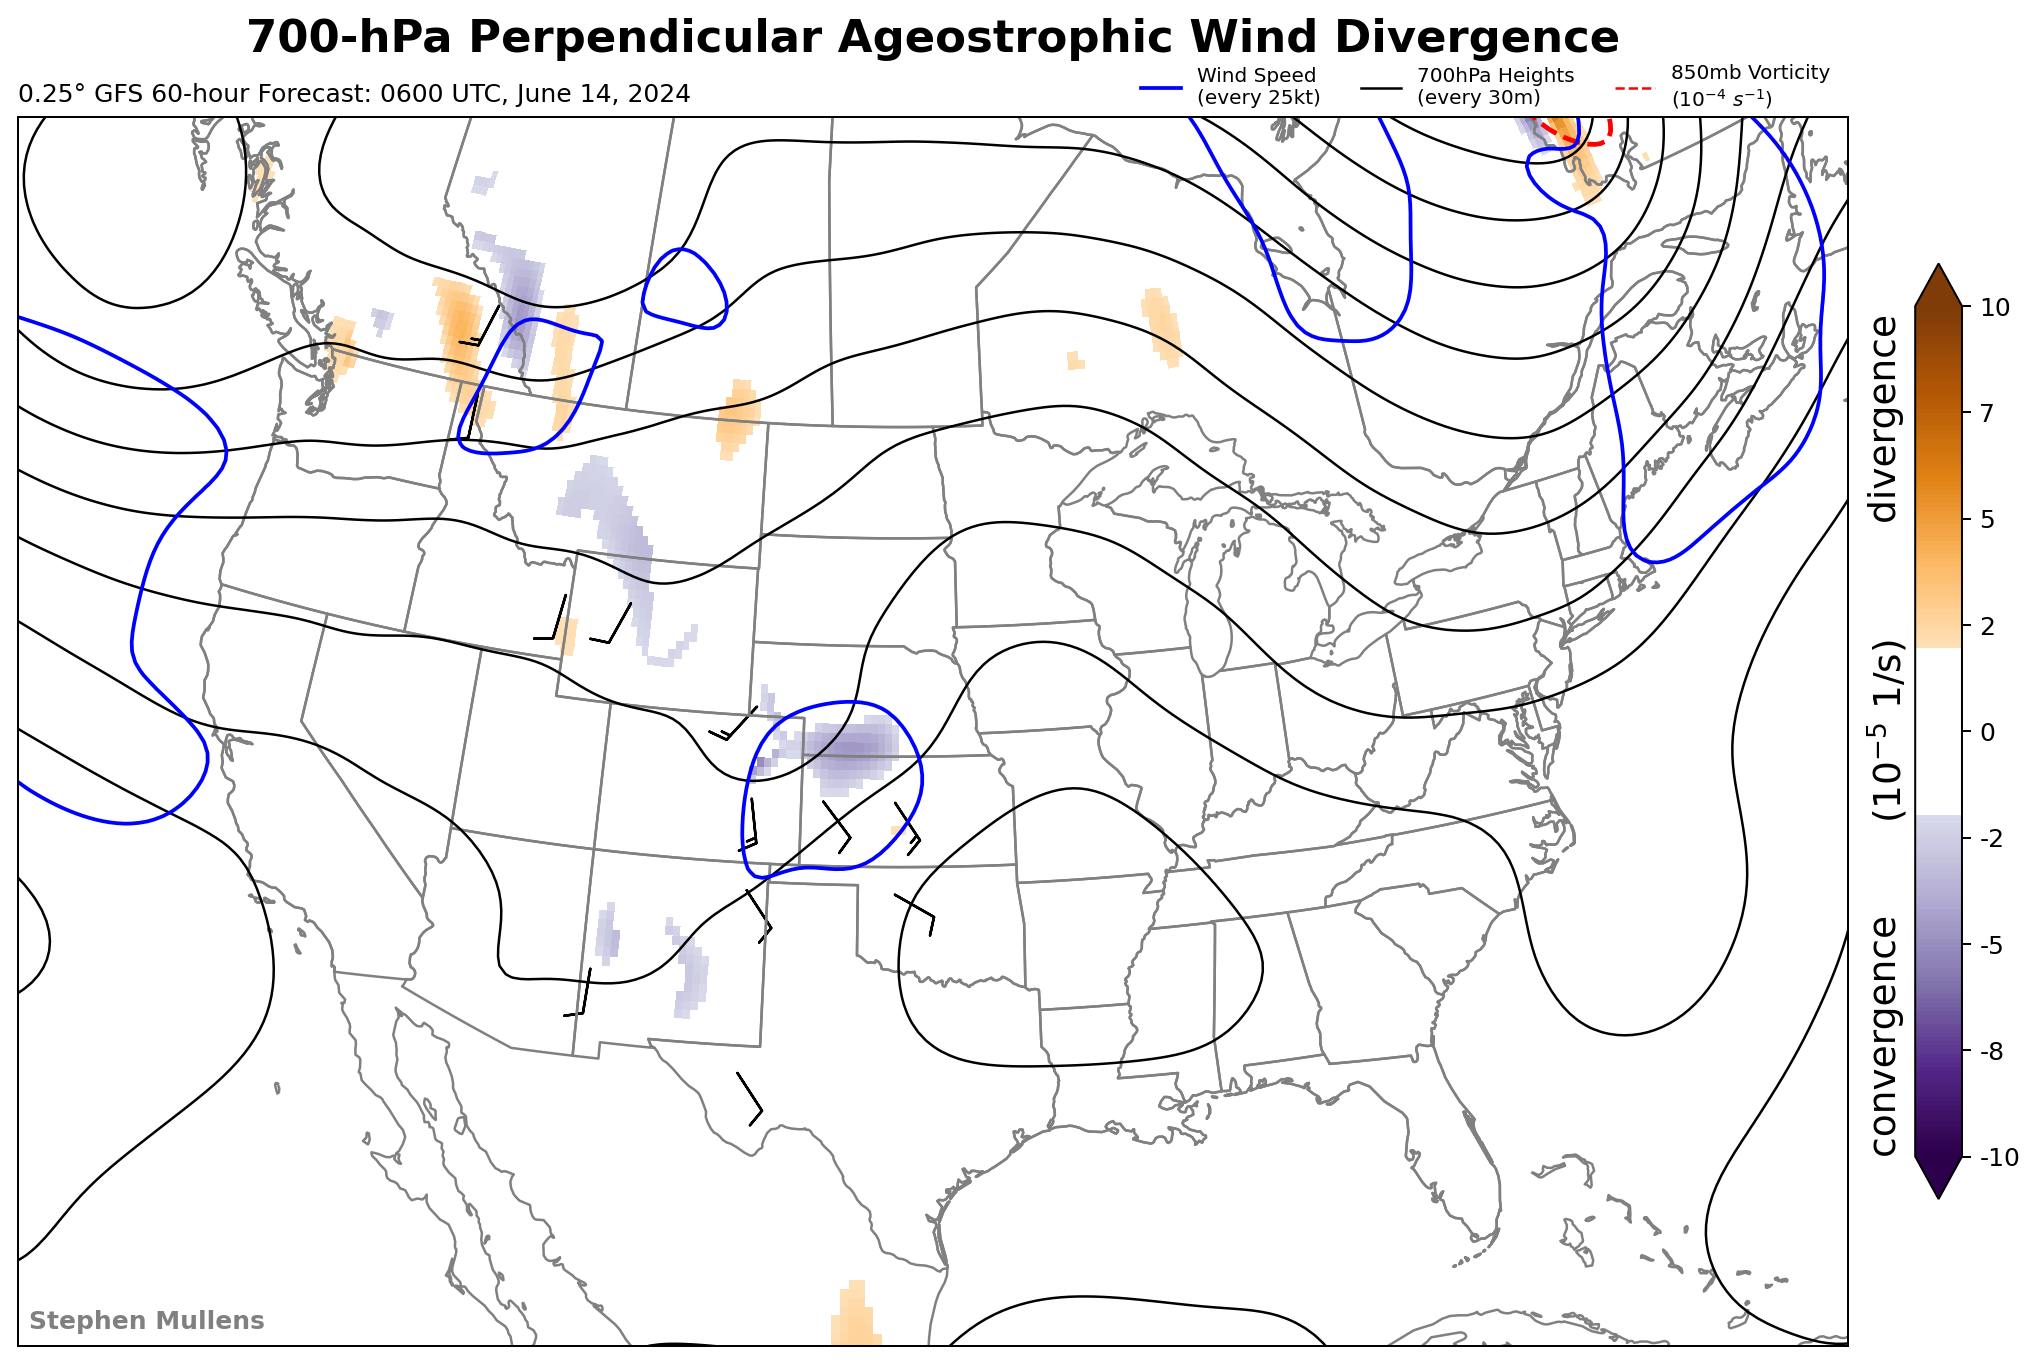 700-hPa Perpendicular Ageostrophic Wind Divergence
0.25° GFS 60-hour Forecast: 0600 UTC, June 14, 2024
Wind Speed
(every 25kt)
700hPa Heights
(every 30m)
850mb Vorticity
(10⁻⁴ s⁻¹)
10
7
5
2
0
-2
-5
-8
-10
convergence (10⁻⁵ 1/s) divergence
Stephen Mullens